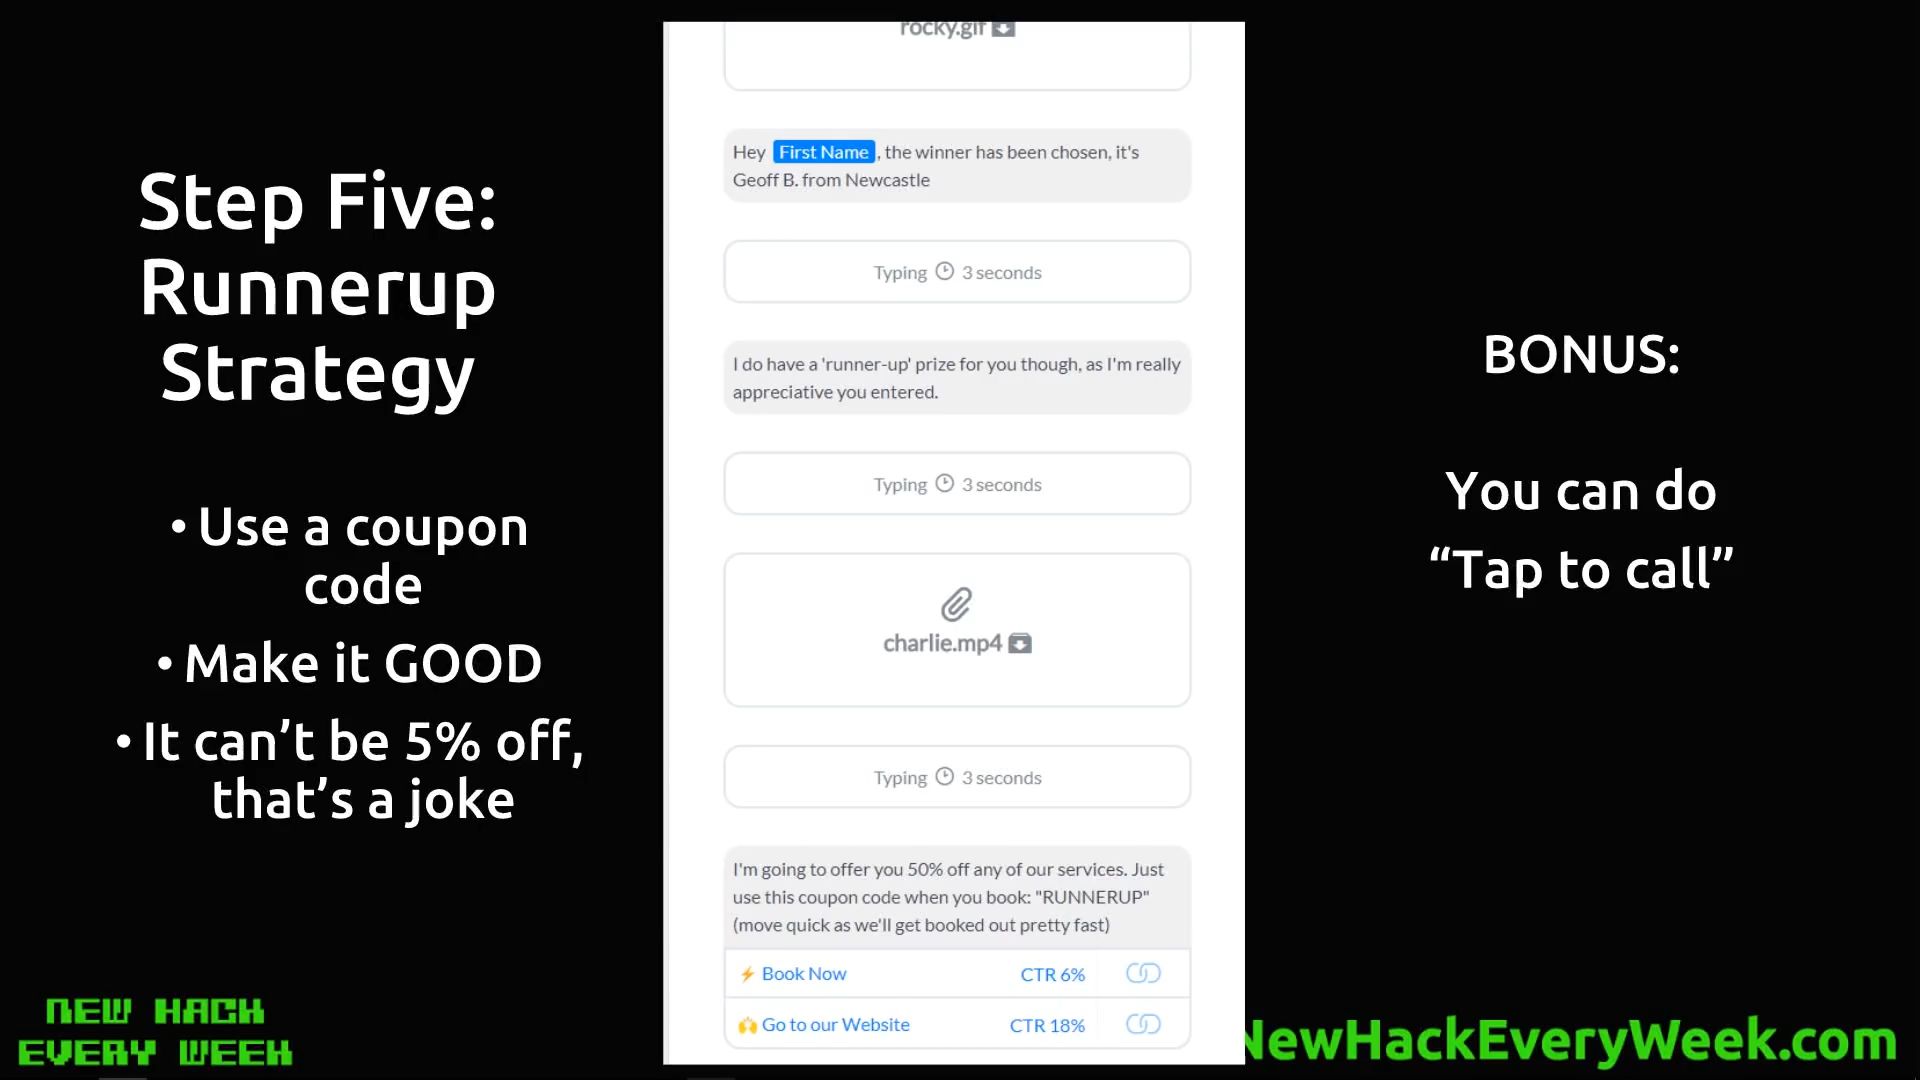 Step Five:
Runnerup
Strategy
• Use a coupon
code
• Make it GOOD
• It can’t be 5% off,
that’s a joke
NEW HACK
EVERY WEEK
rocky.gif
Hey First Name , the winner has been chosen, it's
Geoff B. from Newcastle
Typing 3 seconds
I do have a 'runner-up' prize for you though, as I'm really
appreciative you entered.
Typing 3 seconds
charlie.mp4
Typing 3 seconds
I'm going to offer you 50% off any of our services. Just
use this coupon code when you book: "RUNNERUP"
(move quick as we'll get booked out pretty fast)
⚡ Book Now CTR 6%
🙌 Go to our Website CTR 18%
BONUS:
You can do
“Tap to call”
NewHackEveryWeek.com